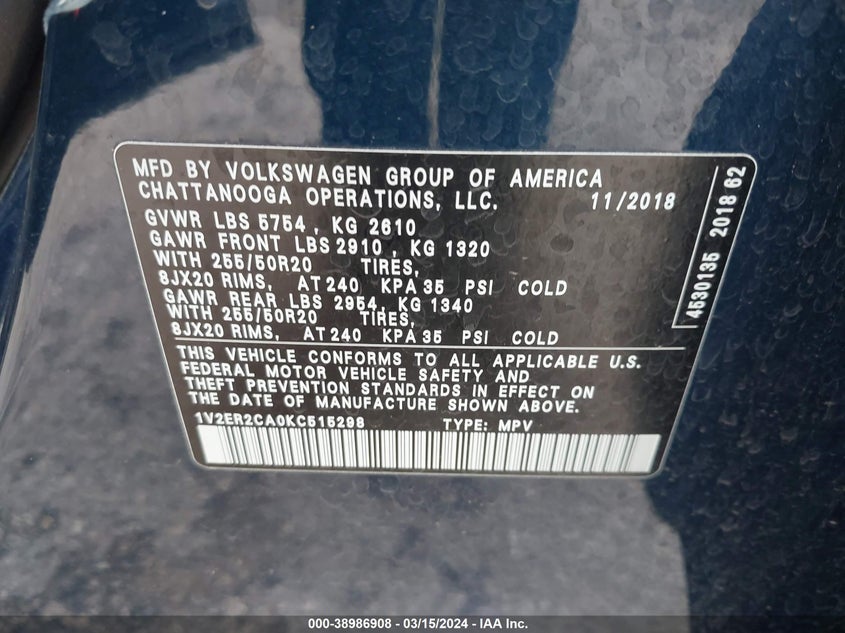 MFD BY VOLKSWAGEN GROUP OF AMERICA
CHATTANOOGA OPERATIONS, LLC. 11/2018
GVWR LBS 5754 , KG 2610
GAWR FRONT LBS 2910 , KG 1320
WITH 255/50R20 TIRES,
8JX20 RIMS, AT 240 KPA 35 PSI COLD
GAWR REAR LBS 2954, KG 1340
WITH 255/50R20 TIRES,
8JX20 RIMS, AT 240 KPA 35 PSI COLD
THIS VEHICLE CONFORMS TO ALL APPLICABLE U.S.
FEDERAL MOTOR VEHICLE SAFETY AND
THEFT PREVENTION STANDARDS IN EFFECT ON
THE DATE OF MANUFACTURE SHOWN ABOVE.
1V2ER2CA0KC515298 TYPE: MPV
4530135 2018 62
000-38986908 - 03/15/2024 - IAA Inc.